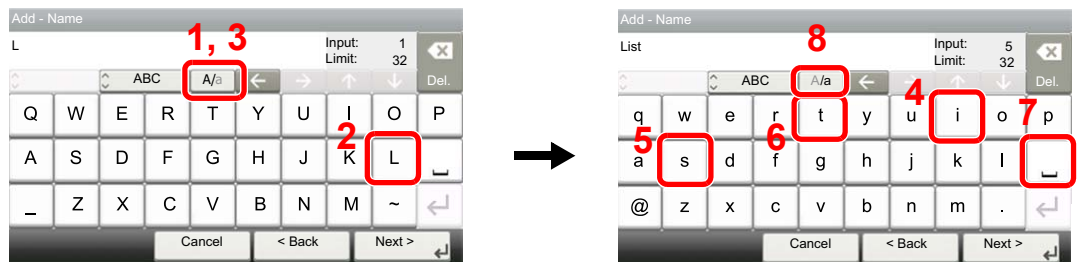 Add - Name
L
1, 3
Input: 1
Limit: 32
ABC
A/a
Del.
Q W E R T Y U I O P
2
A S D F G H J K L
_ Z X C V B N M ~
Cancel
< Back
Next >
Add - Name
List
8
Input: 5
Limit: 32
ABC
A/a
Del.
4
7
q w e r t y u i o p
5
6
a s d f g h j k l
@ z x c v b n m .
Cancel
< Back
Next >